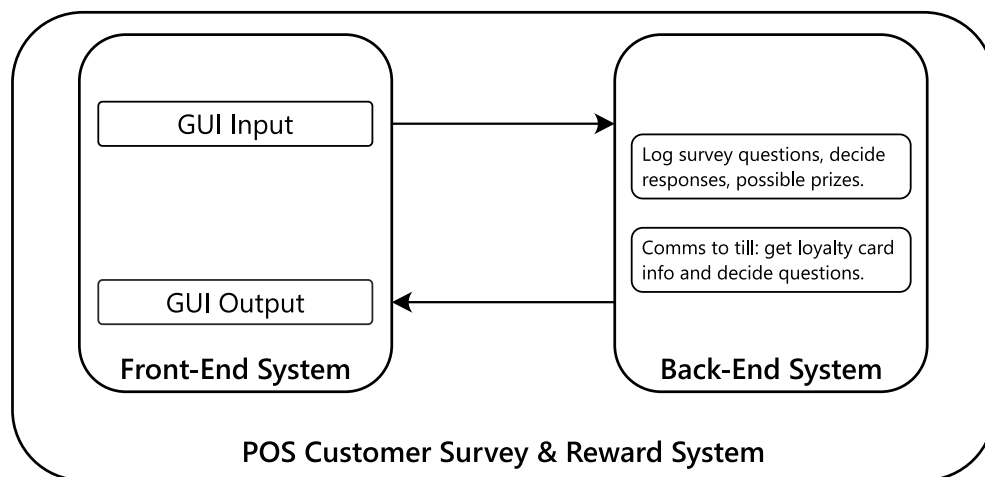 GUI Input
GUI Output
Front-End System
Log survey questions, decide
responses, possible prizes.
Comms to till: get loyalty card
info and decide questions.
Back-End System
POS Customer Survey & Reward System